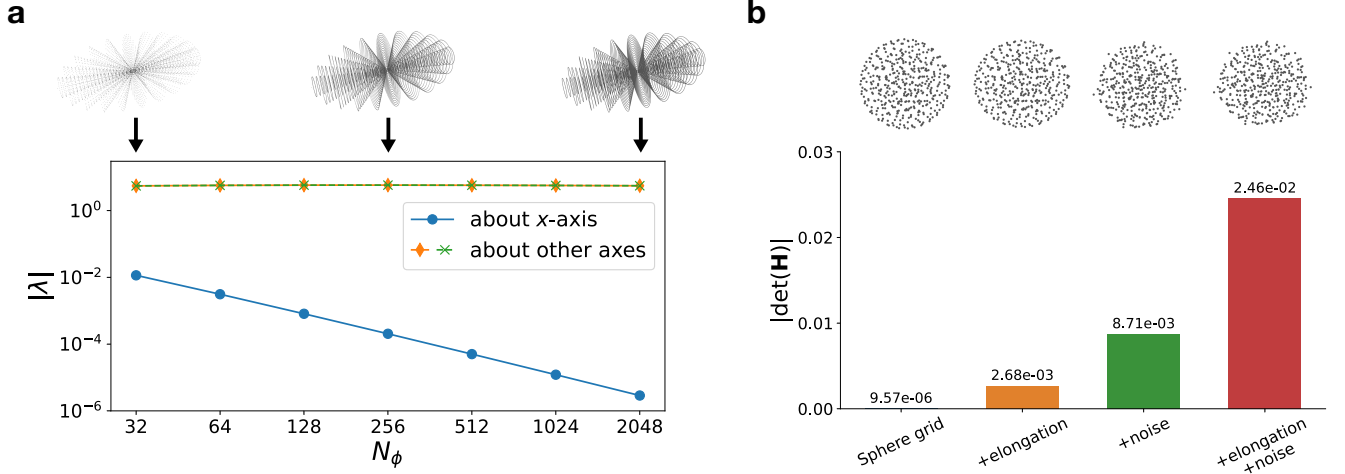 a
10^0
10^-2
10^-4
10^-6
|λ|
about x-axis
about other axes
32 64 128 256 512 1024 2048
N_ϕ
b
0.03
0.02
0.01
0.00
|det(H)|
9.57e-06
2.68e-03
8.71e-03
2.46e-02
Sphere grid
+elongation
+noise
+elongation
+noise